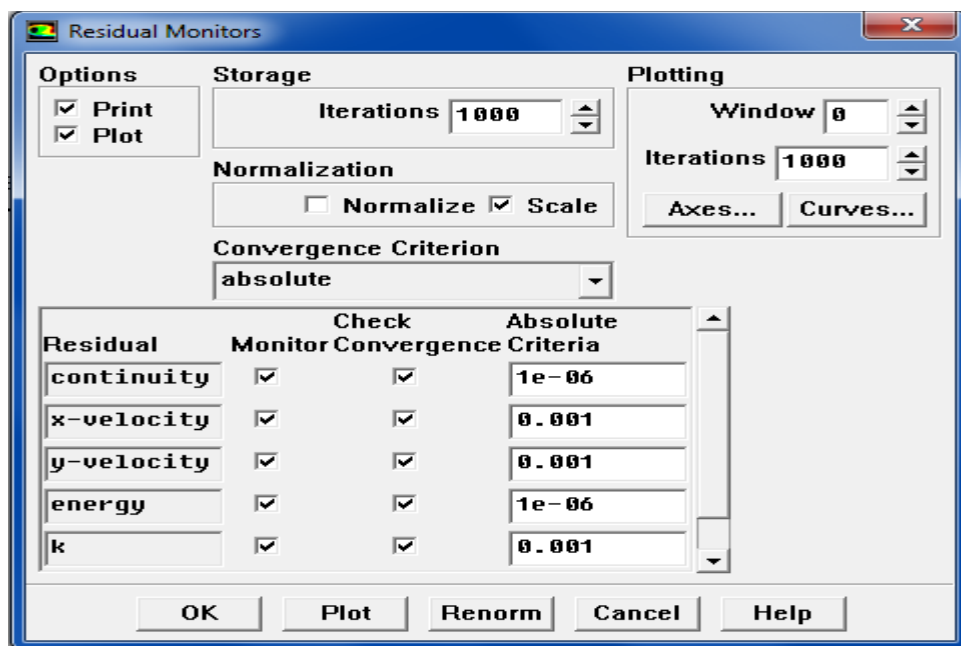 Residual Monitors
Options
Print
Plot
Storage
Iterations 1000
Normalization
Normalize Scale
Convergence Criterion
absolute
Plotting
Window 0
Iterations 1000
Axes... Curves...
Residual Monitor Check Convergence Absolute Criteria
continuity 1e-06
x-velocity 0.001
y-velocity 0.001
energy 1e-06
k 0.001
OK Plot Renorm Cancel Help